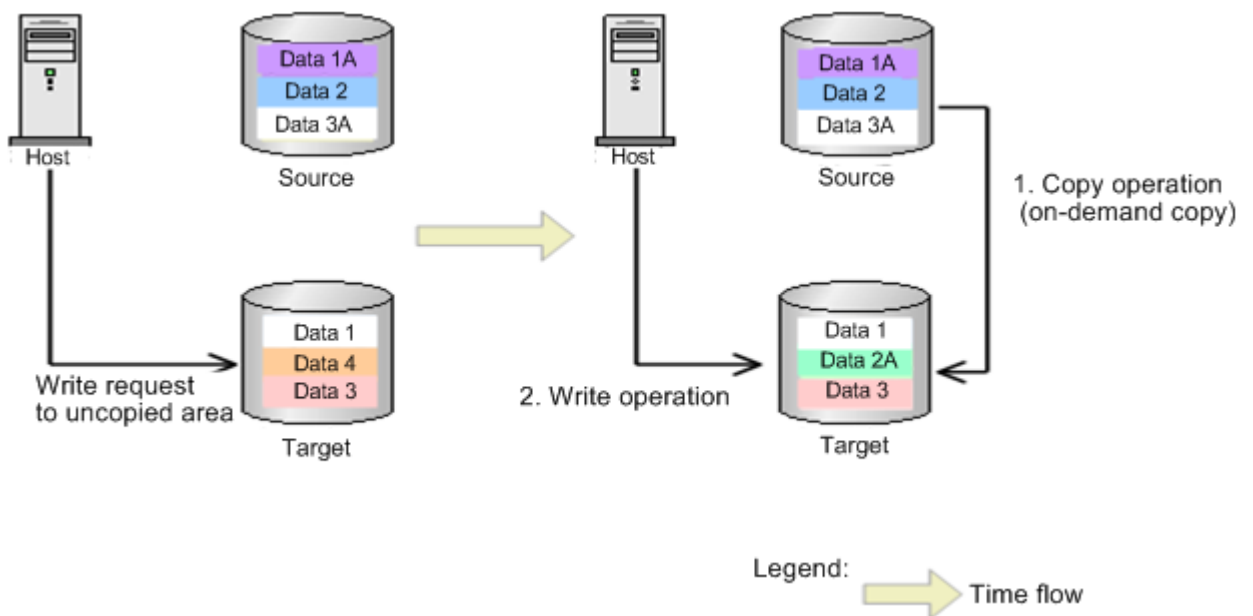 Host
Data 1A
Data 2
Data 3A
Source
Write request
to uncopied area
Data 1
Data 4
Data 3
Target
Host
Data 1A
Data 2
Data 3A
Source
1. Copy operation
(on-demand copy)
2. Write operation
Data 1
Data 2A
Data 3
Target
Legend:
Time flow